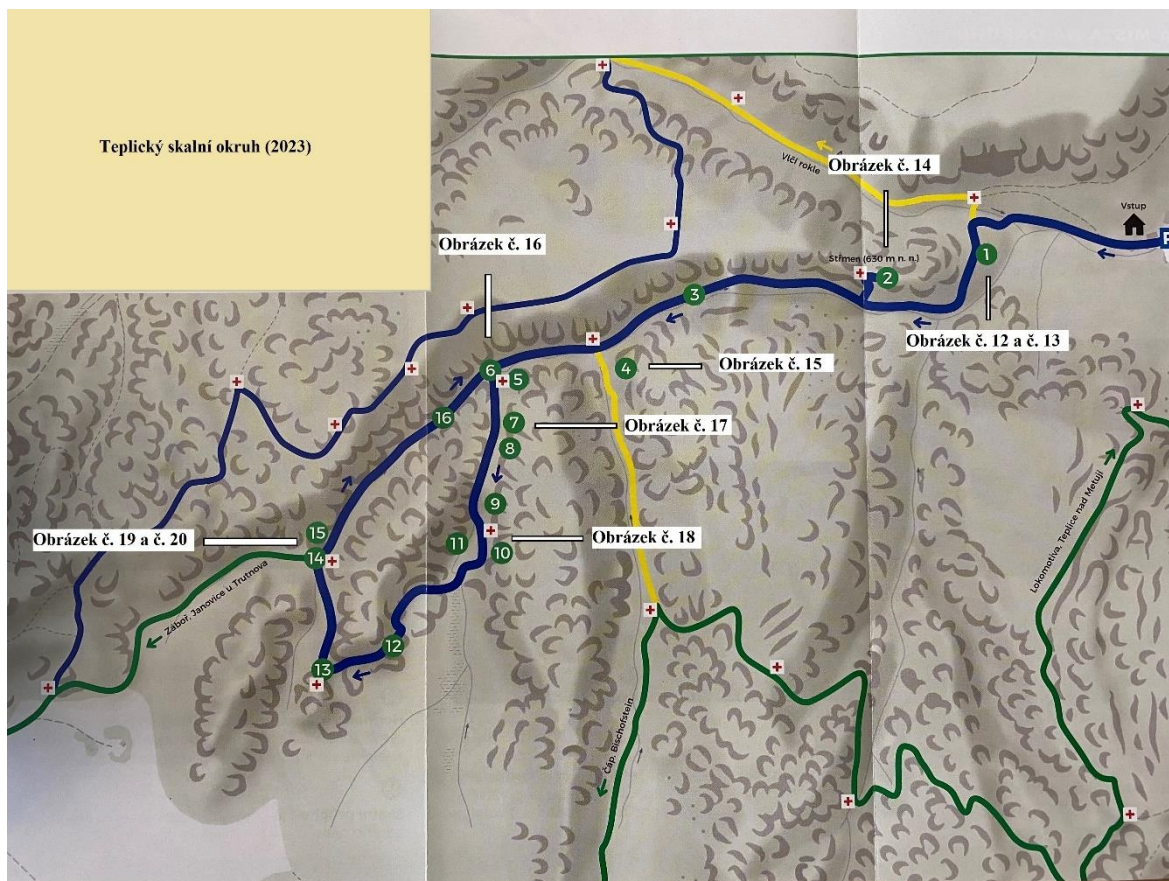 Teplický skalní okruh (2023)
Vlčí rokle
Obrázek č. 14
Vstup
P
1
Obrázek č. 16
Střmen (630 m n. n.)
2
3
Obrázek č. 12 a č. 13
4
Obrázek č. 15
6
5
16
7
Obrázek č. 17
8
9
Lokomotiva, Teplice nad Metují
15
Obrázek č. 19 a č. 20
14
11
10
Obrázek č. 18
Záboř, Janovice u Trutnova
12
13
Čáp, Bischofstein